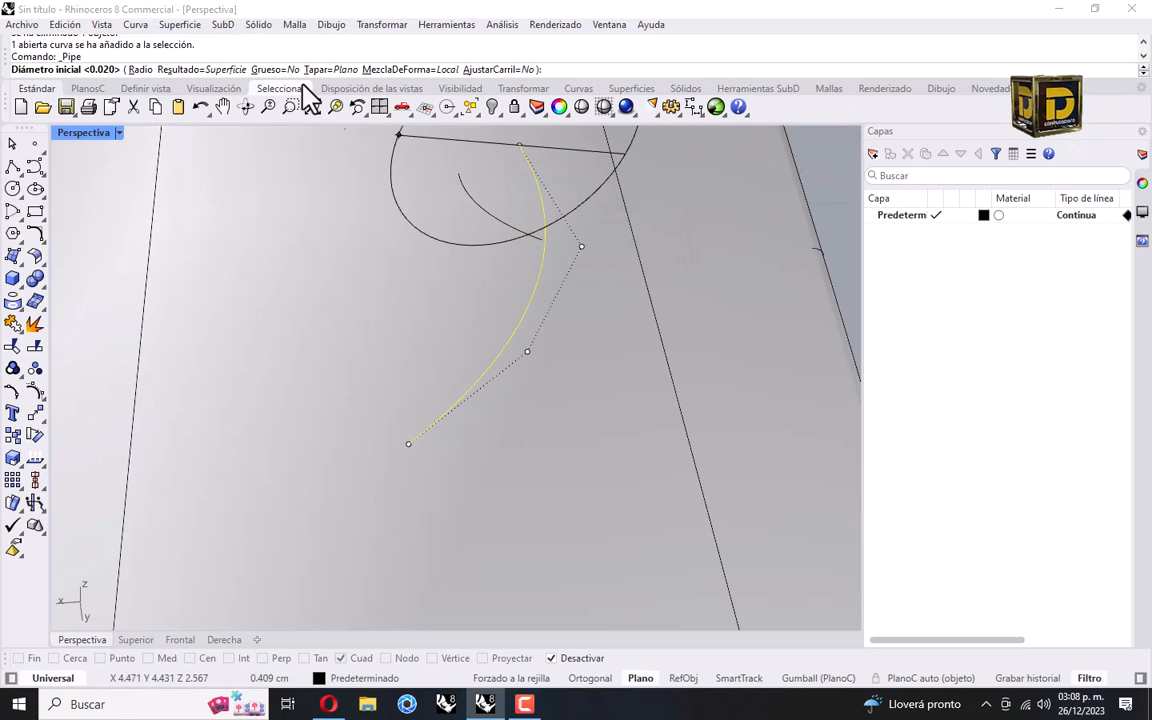 Sin título - Rhinoceros 8 Commercial - [Perspectiva]
Archivo Edición Vista Curva Superficie SubD Sólido Malla Dibujo Transformar Herramientas Análisis Renderizado Ventana Ayuda
1 abierta curva se ha añadido a la selección.
Comando: _Pipe
Diámetro inicial <0.020> ( Radio Resultado=Superficie Grueso=No Tapar=Plano MezclaDeForma=Local AjustarCarril=No ):
Estándar PlanosC Definir vista Visualización Selecciona Disposición de las vistas Visibilidad Transformar Curvas Superficies Sólidos Herramientas SubD Mallas Renderizado Dibujo Novedad
Perspectiva
Capas
Buscar
Capa Material Tipo de línea
Predeterm Continua
z
x
y
Perspectiva Superior Frontal Derecha
Fin Cerca Punto Med Cen Int Perp Tan Cuad Nodo Vértice Proyectar Desactivar
Universal X 4.471 Y 4.431 Z 2.567 0.409 cm Predeterminado Forzado a la rejilla Ortogonal Plano RefObj SmartTrack Gumball (PlanoC) PlanoC auto (objeto) Grabar historial Filtro
Buscar
Lloverá pronto
03:08 p. m.
26/12/2023